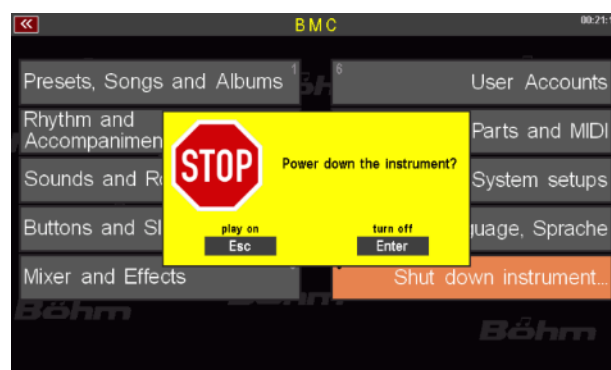 BMC
00:21:
Presets, Songs and Albums 1
6 User Accounts
Rhythm and
Accompanimen
Parts and MIDI
Sounds and R
System setups
Buttons and Sl
guage, Sprache
Mixer and Effects
Shut down instrument...
STOP
Power down the instrument?
play on
Esc
turn off
Enter
Böhm
Böhm